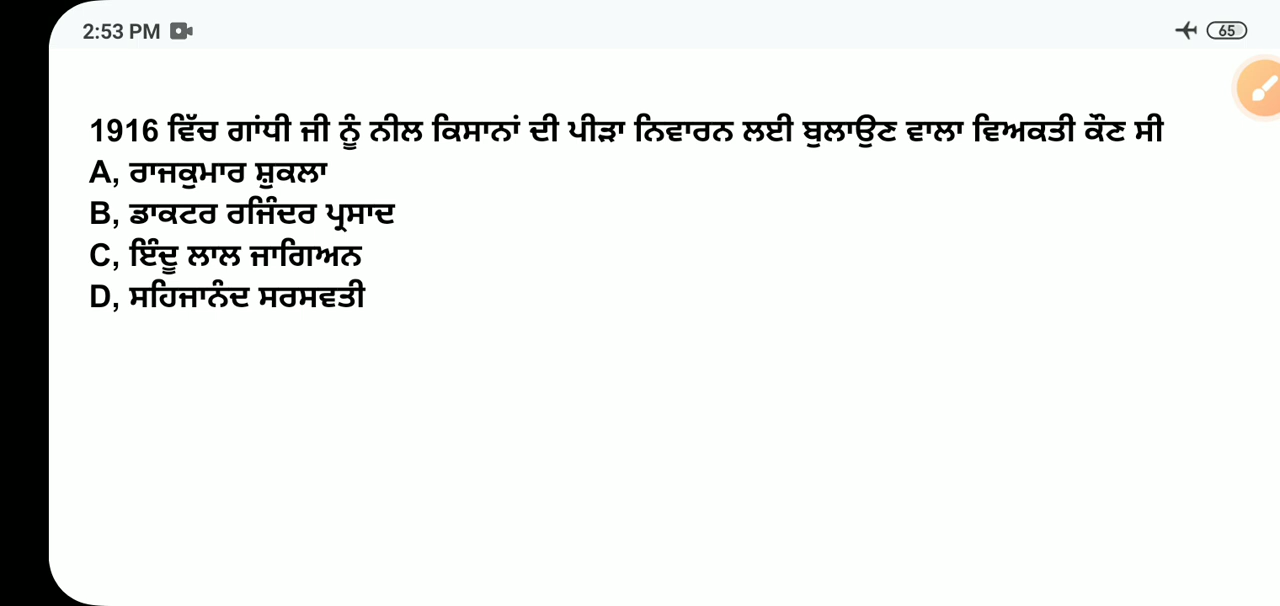 2:53 PM
65
1916 ਵਿੱਚ ਗਾਂਧੀ ਜੀ ਨੂੰ ਨੀਲ ਕਿਸਾਨਾਂ ਦੀ ਪੀੜਾ ਨਿਵਾਰਨ ਲਈ ਬੁਲਾਉਣ ਵਾਲਾ ਵਿਅਕਤੀ ਕੌਣ ਸੀ
A, ਰਾਜਕੁਮਾਰ ਸ਼ੁਕਲਾ
B, ਡਾਕਟਰ ਰਜਿੰਦਰ ਪ੍ਰਸਾਦ
C, ਇੰਦੂ ਲਾਲ ਜਾਗਿਅਨ
D, ਸਹਿਜਾਨੰਦ ਸਰਸਵਤੀ